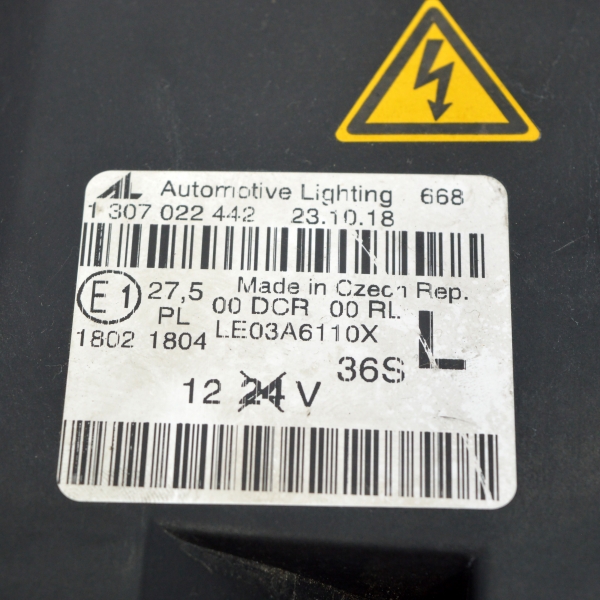 AL Automotive Lighting 668
1 307 022 442 23.10.18
E1 27,5 Made in Czech Rep.
PL 00 DCR 00 RL
1802 1804 LE03A6110X L
36S
12 24 V